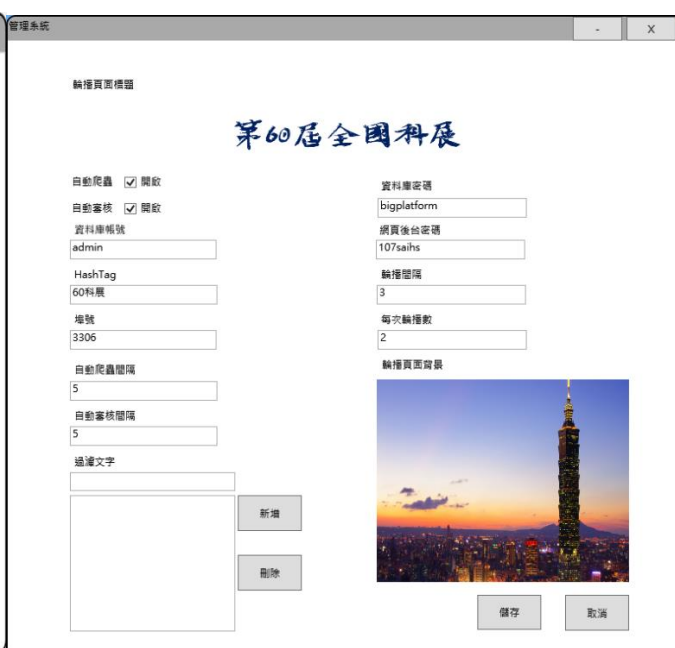 管理系統
-
X
輪播頁面標題
第60屆全國科展
自動爬蟲 開啟
自動審核 開啟
資料庫帳號
admin
HashTag
60科展
埠號
3306
自動爬蟲間隔
5
自動審核間隔
5
過濾文字
新增
刪除
資料庫密碼
bigplatform
網頁後台密碼
107saihs
輪播間隔
3
每次輪播數
2
輪播頁面背景
儲存
取消